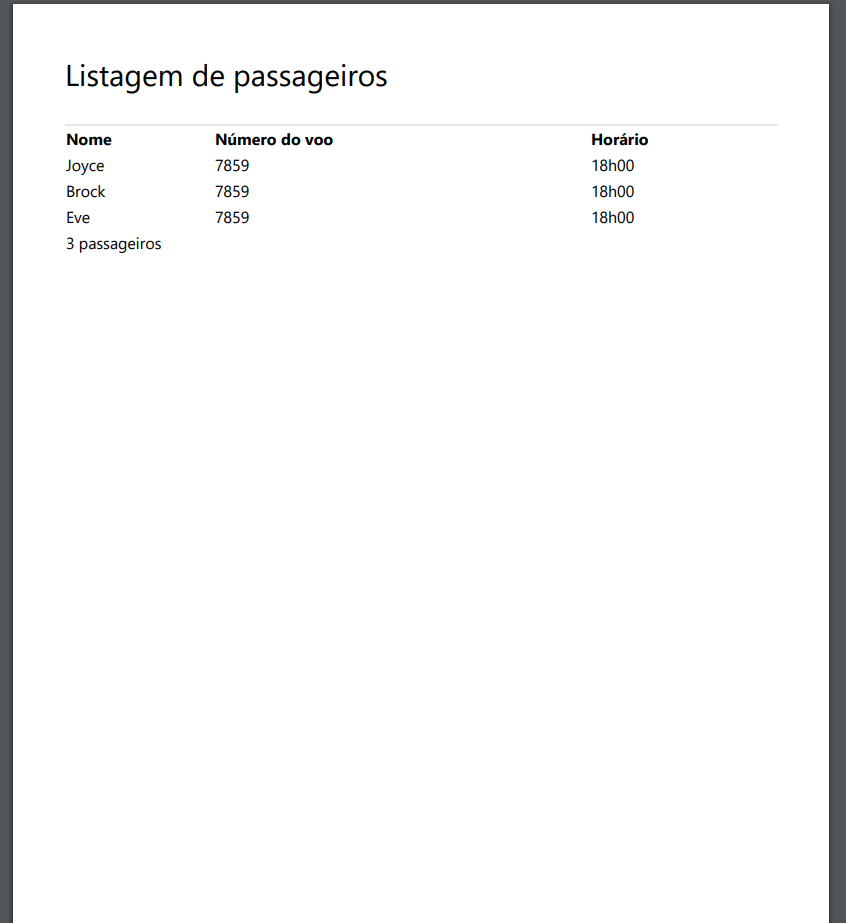 Listagem de passageiros
Nome Número do voo Horário
Joyce 7859 18h00
Brock 7859 18h00
Eve 7859 18h00
3 passageiros